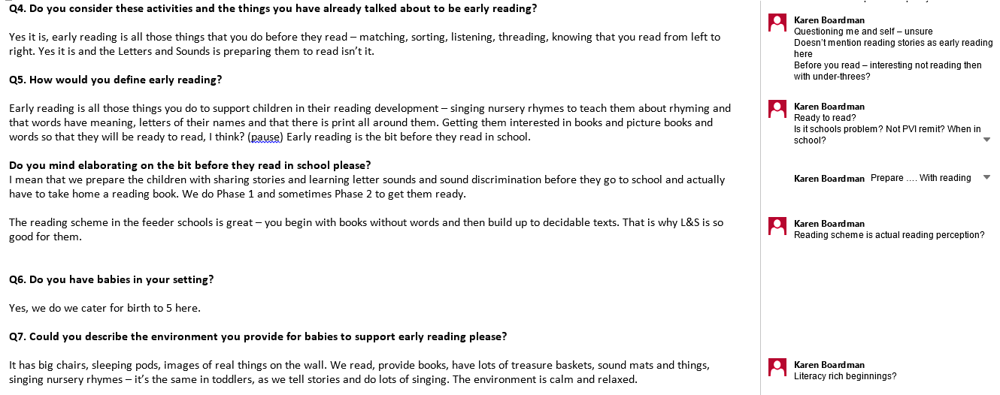 Q4. Do you consider these activities and the things you have already talked about to be early reading?
Yes it is, early reading is all those things that you do before they read – matching, sorting, listening, threading, knowing that you read from left to
right. Yes it is and the Letters and Sounds is preparing them to read isn’t it.
Q5. How would you define early reading?
Early reading is all those things you do to support children in their reading development – singing nursery rhymes to teach them about rhyming and
that words have meaning, letters of their names and that there is print all around them. Getting them interested in books and picture books and
words so that they will be ready to read, I think? (pause) Early reading is the bit before they read in school.
Do you mind elaborating on the bit before they read in school please?
I mean that we prepare the children with sharing stories and learning letter sounds and sound discrimination before they go to school and actually
have to take home a reading book. We do Phase 1 and sometimes Phase 2 to get them ready.
The reading scheme in the feeder schools is great – you begin with books without words and then build up to decidable texts. That is why L&S is so
good for them.
Q6. Do you have babies in your setting?
Yes, we do we cater for birth to 5 here.
Q7. Could you describe the environment you provide for babies to support early reading please?
It has big chairs, sleeping pods, images of real things on the wall. We read, provide books, have lots of treasure baskets, sound mats and things,
singing nursery rhymes – it’s the same in toddlers, as we tell stories and do lots of singing. The environment is calm and relaxed.
Karen Boardman
Questioning me and self – unsure
Doesn’t mention reading stories as early reading
here
Before you read – interesting not reading then
with under-threes?
Karen Boardman
Ready to read?
Is it schools problem? Not PVI remit? When in
school?
Karen Boardman Prepare …. With reading
Karen Boardman
Reading scheme is actual reading perception?
Karen Boardman
Literacy rich beginnings?